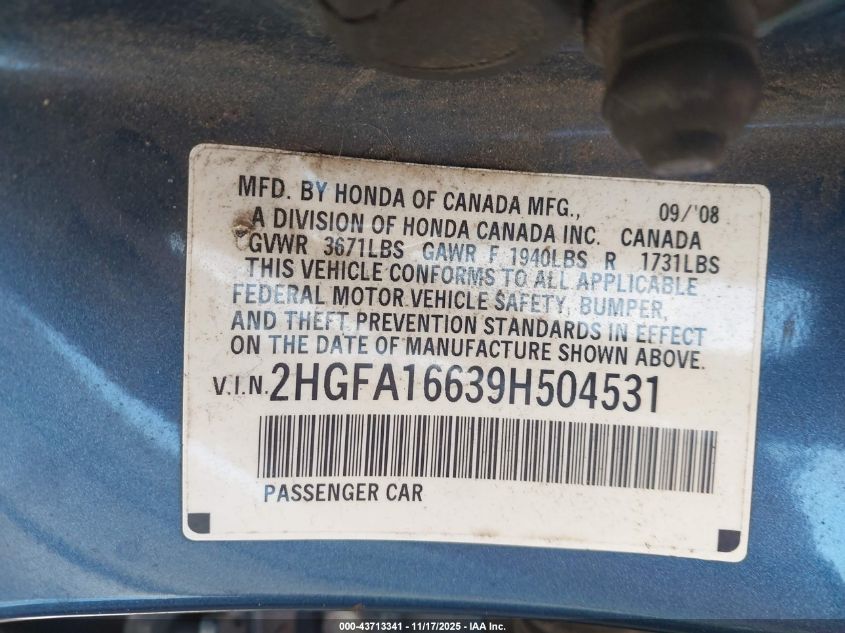 MFD. BY HONDA OF CANADA MFG., 09/'08
A DIVISION OF HONDA CANADA INC. CANADA
GVWR 3671LBS GAWR F 1940LBS R 1731LBS
THIS VEHICLE CONFORMS TO ALL APPLICABLE
FEDERAL MOTOR VEHICLE SAFETY, BUMPER,
AND THEFT PREVENTION STANDARDS IN EFFECT
ON THE DATE OF MANUFACTURE SHOWN ABOVE.
V.I.N. 2HGFA16639H504531
PASSENGER CAR
000-43713341 - 11/17/2025 - IAA Inc.